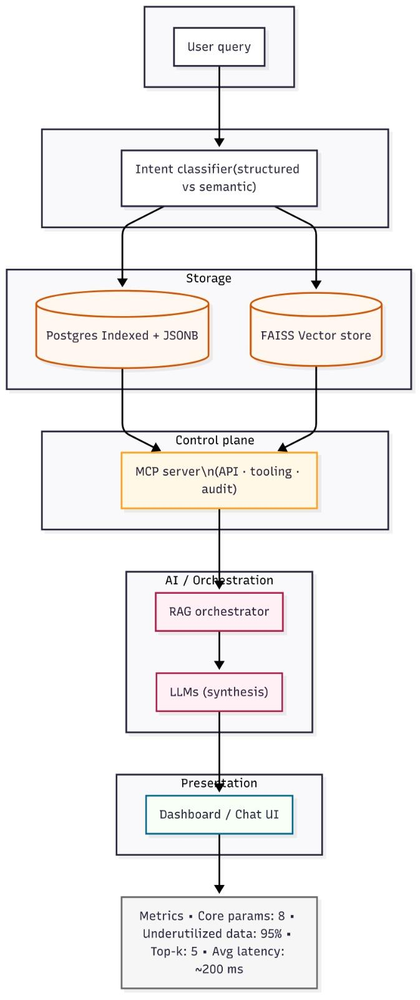 User query
Intent classifier(structured
vs semantic)
Storage
Postgres Indexed + JSONB
FAISS Vector store
Control plane
MCP server\n(API · tooling ·
audit)
AI / Orchestration
RAG orchestrator
LLMs (synthesis)
Presentation
Dashboard / Chat UI
Metrics ▪ Core params: 8 ▪
Underutilized data: 95% ▪
Top-k: 5 ▪ Avg latency:
~200 ms